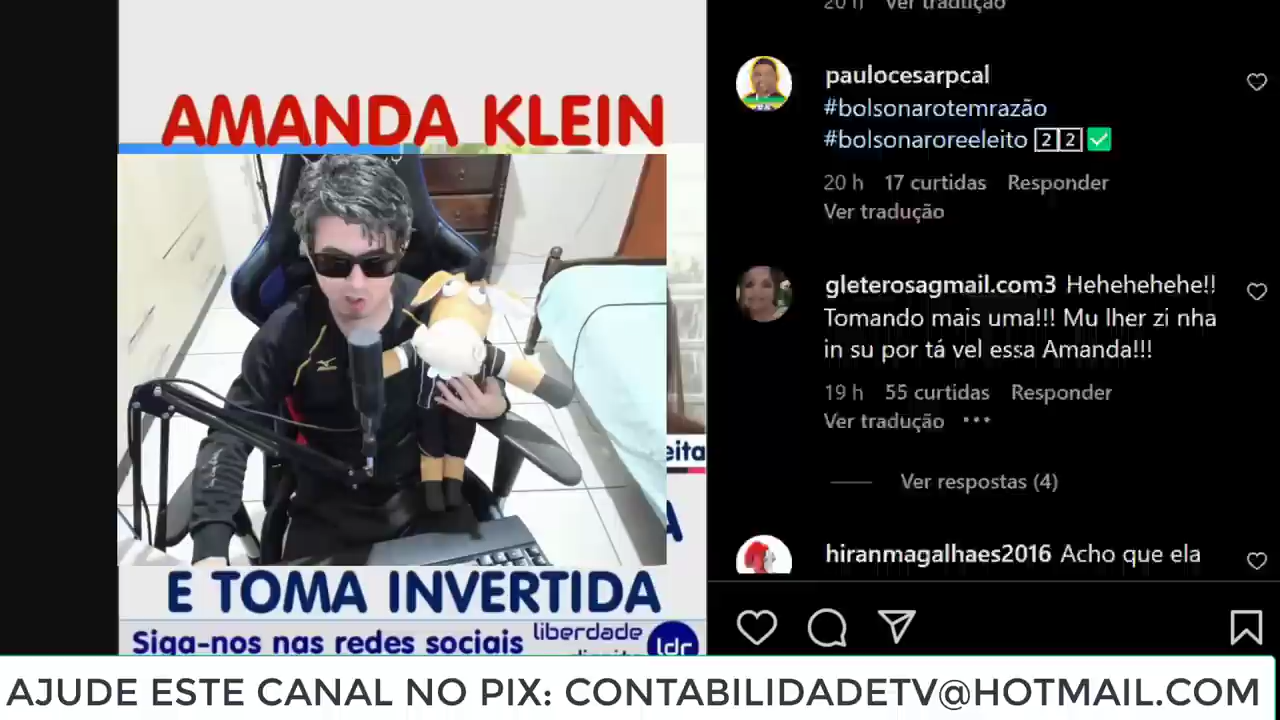 20 h Ver tradução
AMANDA KLEIN
eita
A
E TOMA INVERTIDA
Siga-nos nas redes sociais
liberdade
ldr
paulocesarpcal
#bolsonarotemrazão
#bolsonaroreeleito 2️⃣2️⃣✅
20 h 17 curtidas Responder
Ver tradução
gleterosagmail.com3 Hehehehehe!!
Tomando mais uma!!! Mu lher zi nha
in su por tá vel essa Amanda!!!
19 h 55 curtidas Responder
Ver tradução •••
Ver respostas (4)
hiranmagalhaes2016 Acho que ela
AJUDE ESTE CANAL NO PIX: CONTABILIDADETV@HOTMAIL.COM